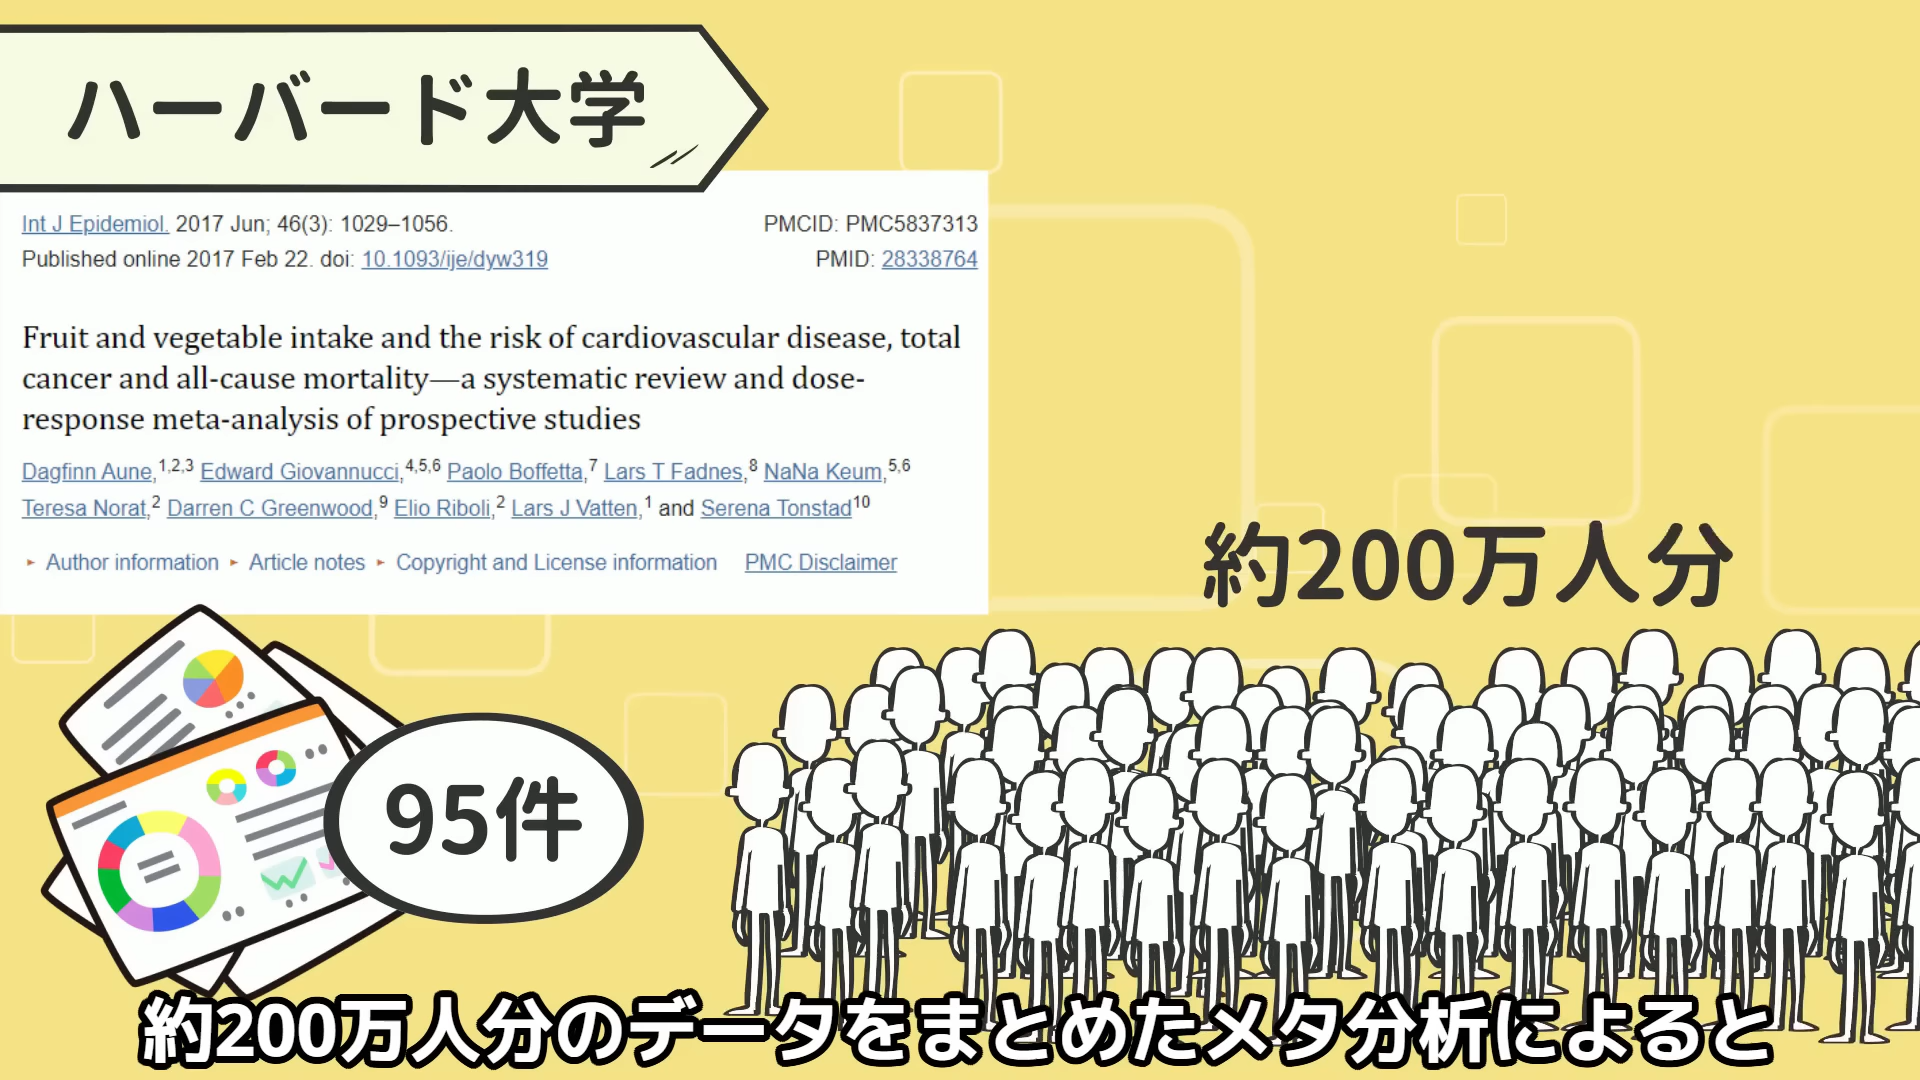 ハーバード大学
Int J Epidemiol. 2017 Jun; 46(3): 1029–1056.
PMCID: PMC5837313
Published online 2017 Feb 22. doi: 10.1093/ije/dyw319
PMID: 28338764
Fruit and vegetable intake and the risk of cardiovascular disease, total
cancer and all-cause mortality—a systematic review and dose-
response meta-analysis of prospective studies
Dagfinn Aune,1,2,3 Edward Giovannucci,4,5,6 Paolo Boffetta,7 Lars T Fadnes,8 NaNa Keum,5,6
Teresa Norat,2 Darren C Greenwood,9 Elio Riboli,2 Lars J Vatten,1 and Serena Tonstad10
Author information ▸ Article notes ▸ Copyright and License information PMC Disclaimer
約200万人分
95件
約200万人分のデータをまとめたメタ分析によると